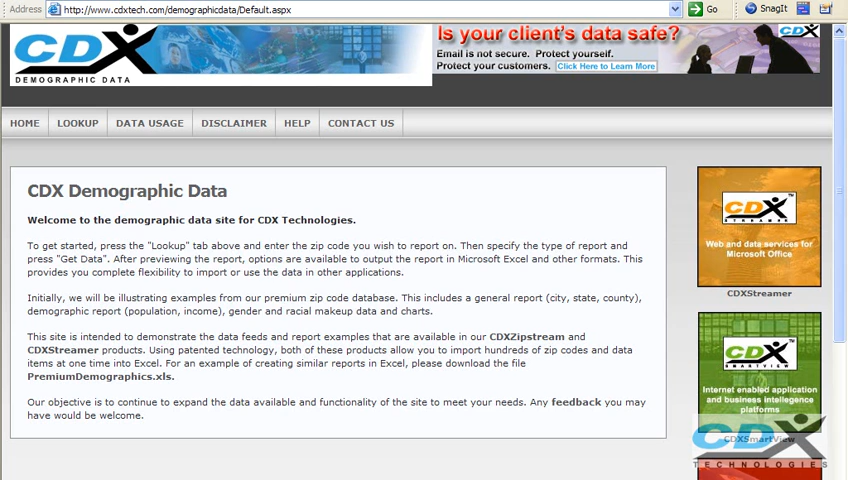 Address http://www.cdxtech.com/demographicdata/Default.aspx Go SnagIt
CDX
DEMOGRAPHIC DATA
Is your client's data safe?
Email is not secure. Protect yourself.
Protect your customers. Click Here to Learn More
CDX
HOME LOOKUP DATA USAGE DISCLAIMER HELP CONTACT US
CDX Demographic Data
Welcome to the demographic data site for CDX Technologies.
To get started, press the "Lookup" tab above and enter the zip code you wish to report on. Then specify the type of report and
press "Get Data". After previewing the report, options are available to output the report in Microsoft Excel and other formats. This
provides you complete flexibility to import or use the data in other applications.
Initially, we will be illustrating examples from our premium zip code database. This includes a general report (city, state, county),
demographic report (population, income), gender and racial makeup data and charts.
This site is intended to demonstrate the data feeds and report examples that are available in our CDXZipstream and
CDXStreamer products. Using patented technology, both of these products allow you to import hundreds of zip codes and data
items at one time into Excel. For an example of creating similar reports in Excel, please download the file
PremiumDemographics.xls.
Our objective is to continue to expand the data available and functionality of the site to meet your needs. Any feedback you may
have would be welcome.
CDX
STREAMER
Web and data services for
Microsoft Office
CDXStreamer
CDX
SMARTVIEW
Internet enabled application
and business intellegence
platforms
CDXSmartView
CDX
TECHNOLOGIES